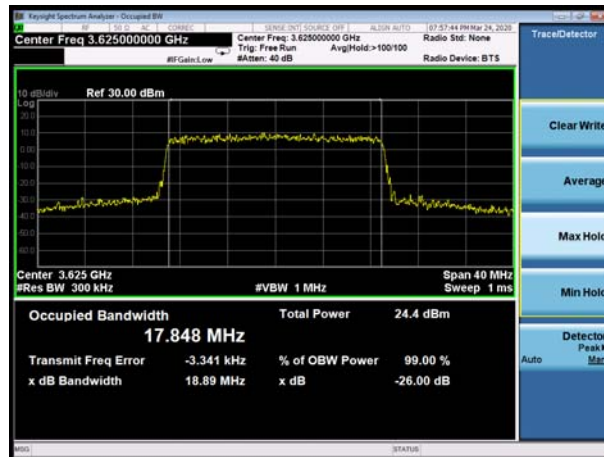 Keysight Spectrum Analyzer - Occupied BW
RF 50 Ω AC CORREC SENSE:INT SOURCE OFF ALIGN AUTO 07:57:44 PM Mar 24, 2020
Center Freq 3.625000000 GHz
Center Freq: 3.625000000 GHz
Radio Std: None
Trig: Free Run Avg|Hold:>100/100
#IFGain:Low #Atten: 40 dB Radio Device: BTS
10 dB/div Ref 30.00 dBm
Log
20.0
10.0
0.00
-10.0
-20.0
-30.0
-40.0
-50.0
-60.0
Center 3.625 GHz Span 40 MHz
#Res BW 300 kHz #VBW 1 MHz Sweep 1 ms
Occupied Bandwidth Total Power 24.4 dBm
17.848 MHz
Transmit Freq Error -3.341 kHz % of OBW Power 99.00 %
x dB Bandwidth 18.89 MHz x dB -26.00 dB
MSG STATUS
Trace/Detector
Clear Write
Average
Max Hold
Min Hold
Detector
Peak
Auto Man